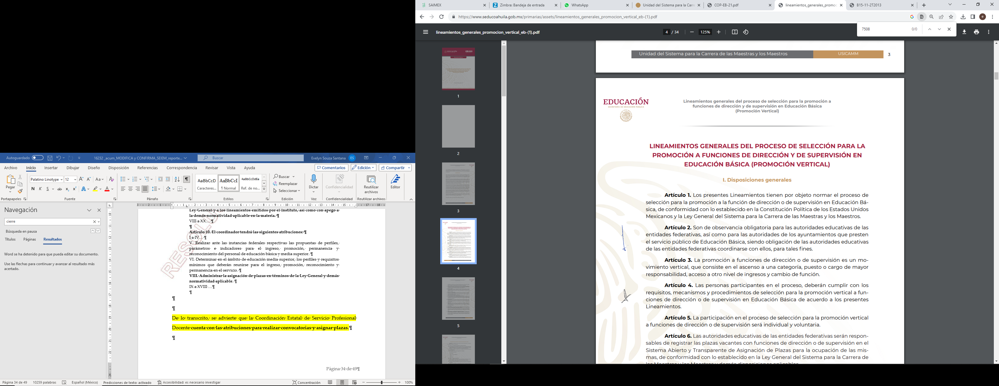 SAIMEX
Zimbra: Bandeja de entrada
WhatsApp
Unidad del Sistema para la Carre
COP-EB-21.pdf
lineamientos_generales_promoc
B15-11-2T2013
https://www.seducoahuila.gob.mx/primarias/assets/lineamientos_generales_promocion_vertical_eb-(1).pdf
7508
0/0
lineamientos_generales_promocion_vertical_eb-(1).pdf
4 / 34
125%
1
2
3
4
5
Unidad del Sistema para la Carrera de las Maestras y los Maestros
USICAMM
3
EDUCACIÓN
SECRETARÍA DE EDUCACIÓN PÚBLICA
Lineamientos generales del proceso de selección para la promoción a
funciones de dirección y de supervisión en Educación Básica
(Promoción Vertical)
LINEAMIENTOS GENERALES DEL PROCESO DE SELECCIÓN PARA LA
PROMOCIÓN A FUNCIONES DE DIRECCIÓN Y DE SUPERVISIÓN EN
EDUCACIÓN BÁSICA (PROMOCIÓN VERTICAL)
I. Disposiciones generales
Artículo 1. Los presentes Lineamientos tienen por objeto normar el proceso de
selección para la promoción a la función de dirección o de supervisión en Educación Bá-
sica, de conformidad con lo establecido en la Constitución Política de los Estados Unidos
Mexicanos y la Ley General del Sistema para la Carrera de las Maestras y los Maestros.
Artículo 2. Son de observancia obligatoria para las autoridades educativas de las
entidades federativas, así como para las autoridades de los ayuntamientos que presten
el servicio público de Educación Básica, siendo obligación de las autoridades educativas
de las entidades federativas coordinarse con ellos, para tales fines.
Artículo 3. La promoción a funciones de dirección o de supervisión es un mo-
vimiento vertical, que consiste en el ascenso a una categoría, puesto o cargo de mayor
responsabilidad, acceso a otro nivel de ingresos y cambio de función.
Artículo 4. Las personas participantes en el proceso, deberán cumplir con los
requisitos, mecanismos y procedimientos de selección para la promoción vertical a fun-
ciones de dirección o de supervisión en Educación Básica de acuerdo a los presentes
Lineamientos.
Artículo 5. La participación en el proceso de selección para la promoción vertical
a funciones de dirección o de supervisión será individual y voluntaria.
Artículo 6. Las autoridades educativas de las entidades federativas serán respon-
sables de registrar las plazas vacantes con funciones de dirección o de supervisión en el
Sistema Abierto y Transparente de Asignación de Plazas para la ocupación de las mis-
mas, de conformidad con lo establecido en la Ley General del Sistema para la Carrera de
las Maestras y los Maestros y demás disposiciones aplicables.
Autoguardado
16232 _acum_MODIFICA y CONFIRMA_SEIEM_reporte...
Buscar
Evelyn Souza Santana
ES
Archivo
Inicio
Insertar
Dibujar
Diseño
Disposición
Referencias
Correspondencia
Revisar
Vista
Ayuda
Comentarios
Edición
Compartir
Pegar
Palatino Linotype
12
N K S ab x₂ x²
AaBbCcD
AaBbCcI
AaBbCcDdEe
Caracteres...
¶ Normal
Ref. de no...
Buscar
Reemplazar
Seleccionar
Dictar
Confidencialidad
Reutilizar
archivos
Editor
Portapapeles
Fuente
Párrafo
Estilos
Edición
Voz
Confidencialidad
Reutilizar archivos
Navegación
cierre
Búsqueda en pausa
Títulos
Páginas
Resultados
Word se ha detenido para que pueda editar su documento.
Use las flechas para continuar y avanzar al resultado más
acertado.
Ley General y a los lineamientos emitidos por el Instituto, así como con apego a
la demás normatividad aplicable en la materia. ¶
VIII a XX… ¶
¶
Artículo 10. El coordinador tendrá las siguientes atribuciones: ¶
I a IV… ¶
V. Realizar ante las instancias federales respectivas las propuestas de perfiles,
parámetros e indicadores para el ingreso, promoción, permanencia y
reconocimiento del personal de educación básica y media superior. ¶
VI. Determinar en el ámbito de educación media superior, los perfiles y requisitos
mínimos que deberán reunirse para el ingreso, promoción, reconocimiento y
permanencia en el servicio. ¶
VIII. Administrar la asignación de plazas en términos de la Ley General y demás
normatividad aplicable. ¶
IX a XVIII …¶
¶
¶
¶
De lo transcrito, se advierte que la Coordinación Estatal de Servicio Profesional
Docente cuenta con las atribuciones para realizar convocatorias y asignar plazas.¶
¶
Página 34 de 49¶
Página 34 de 49
10259 palabras
Español (México)
Predicciones de texto: activado
Accesibilidad: es necesario investigar
Concentración
100%